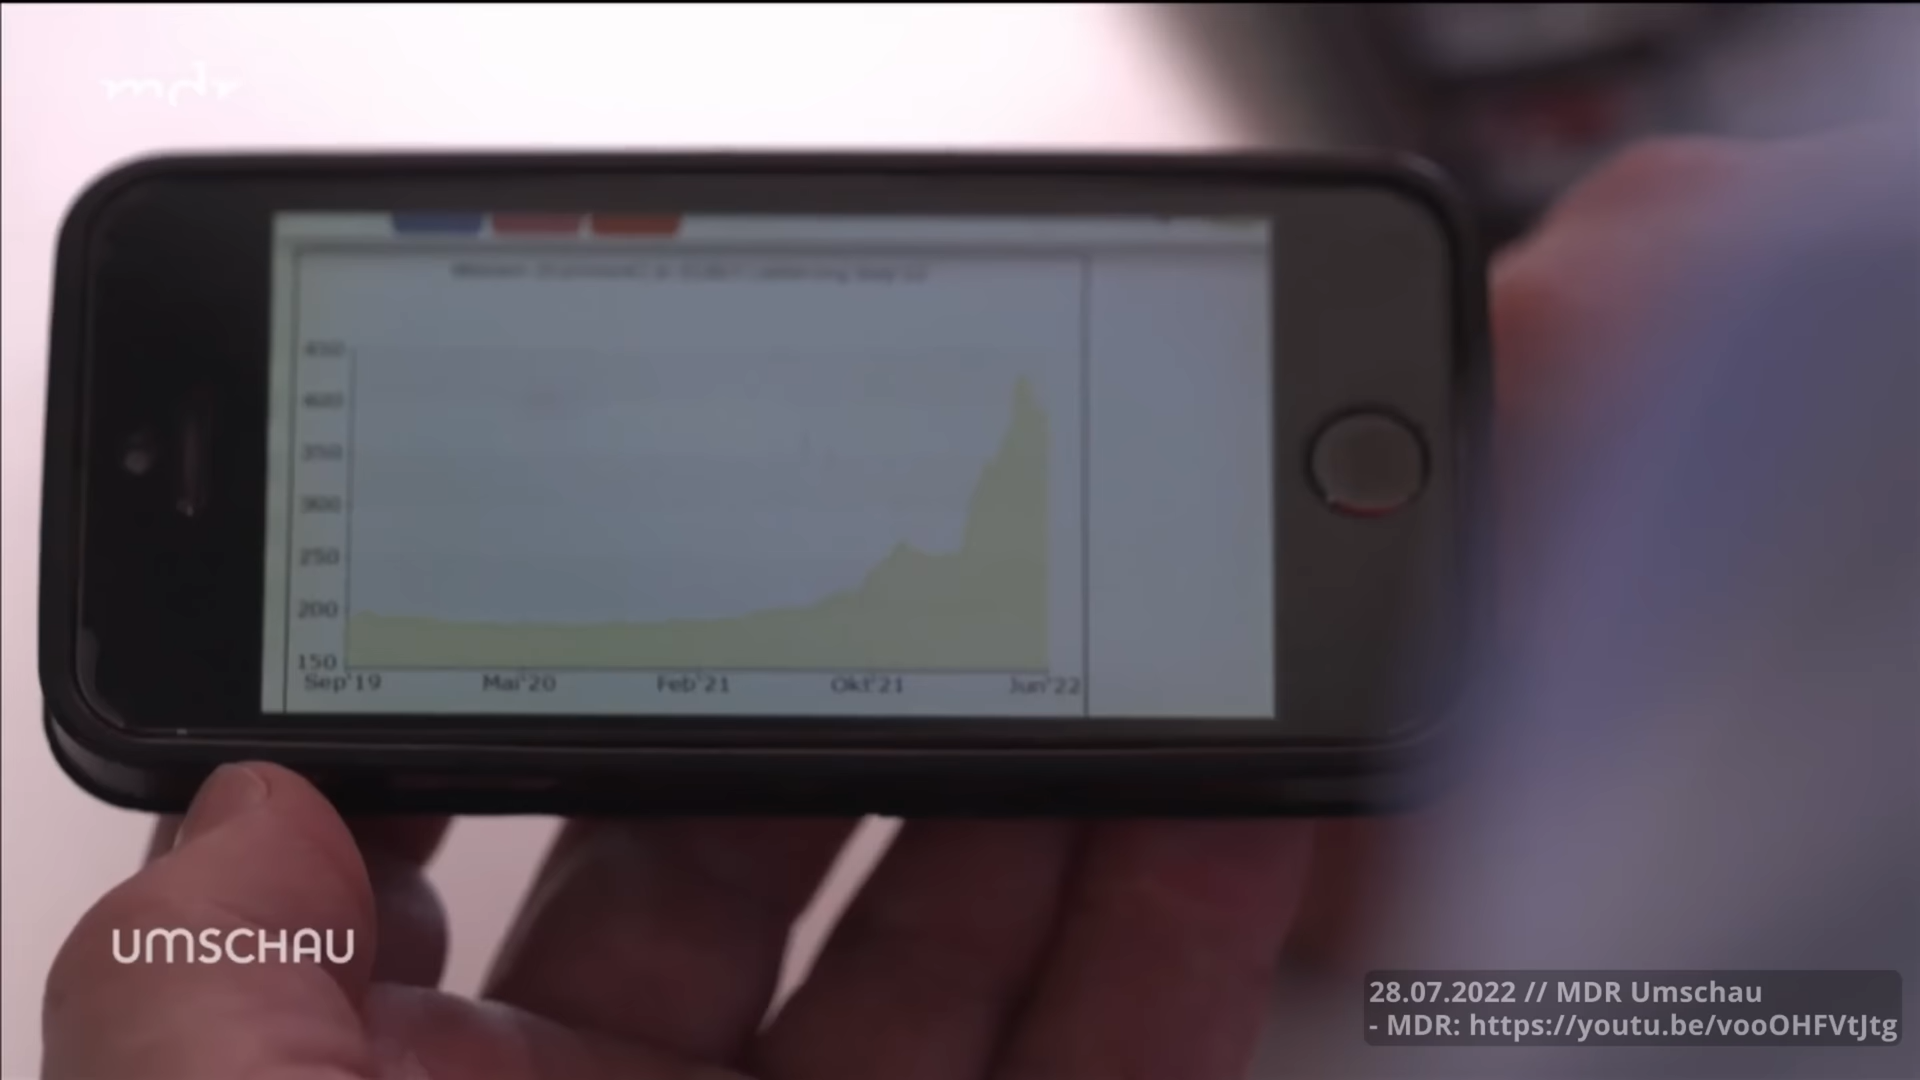 mdr
450
400
350
300
250
200
150
Sep'19 Mai'20 Feb'21 Okt'21 Jun'22
UMSCHAU
28.07.2022 // MDR Umschau
- MDR: https://youtu.be/vooOHFVtJtg